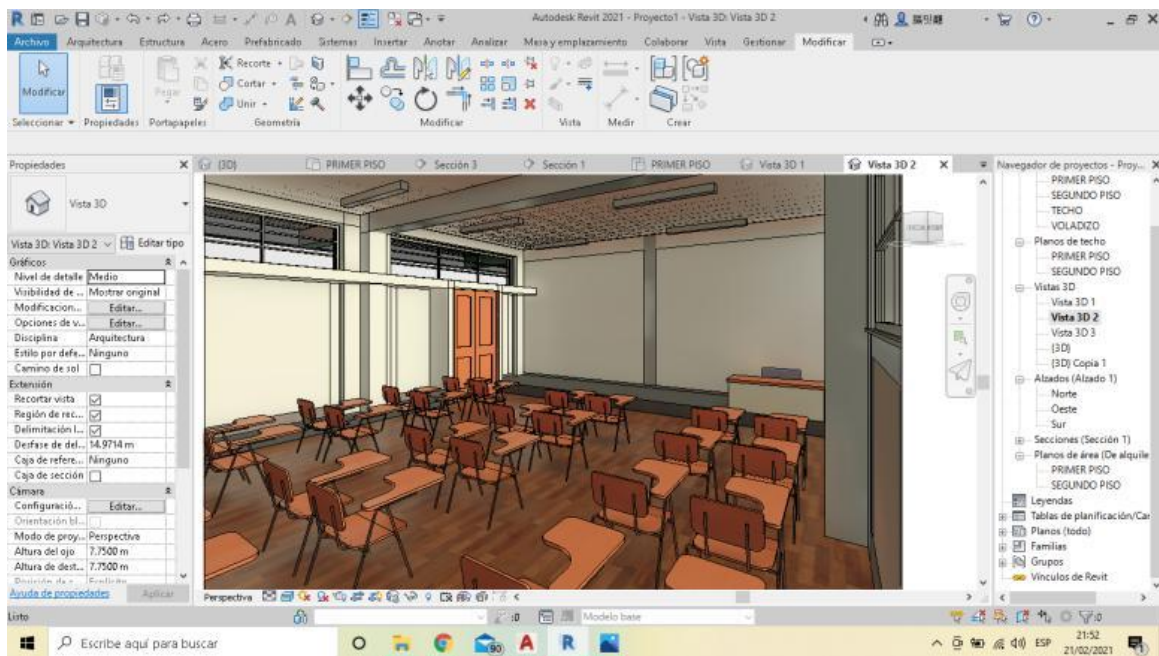 Autodesk Revit 2021 - Proyecto1 - Vista 3D: Vista 3D 2
Archivo Arquitectura Estructura Acero Prefabricado Sistemas Insertar Anotar Analizar Masa y emplazamiento Colaborar Vista Gestionar Modificar
Modificar
Pegar
Recorte
Cortar
Unir
Seleccionar Propiedades Portapapeles Geometría Modificar Vista Medir Crear
Propiedades
(3D) PRIMER PISO Sección 3 Sección 1 PRIMER PISO Vista 3D 1 Vista 3D 2
Vista 3D
Vista 3D: Vista 3D 2 Editar tipo
Gráficos
Nivel de detalle Medio
Visibilidad de ... Mostrar original
Modificacion... Editar...
Opciones de v... Editar...
Disciplina Arquitectura
Estilo por defe... Ninguno
Camino de sol
Extensión
Recortar vista
Región de rec...
Delimitación l...
Desfase de del... 14.9714 m
Caja de refere... Ninguno
Caja de sección
Cámara
Configuració... Editar...
Orientación bl...
Modo de proy... Perspectiva
Altura del ojo 7.7500 m
Altura de dest... 7.7500 m
Ayuda de propiedades Aplicar
Perspectiva
Navegador de proyectos - Proy...
PRIMER PISO
SEGUNDO PISO
TECHO
VOLADIZO
Planos de techo
PRIMER PISO
SEGUNDO PISO
Vistas 3D
Vista 3D 1
Vista 3D 2
Vista 3D 3
{3D}
{3D} Copia 1
Alzados (Alzado 1)
Norte
Oeste
Sur
Secciones (Sección 1)
Planos de área (De alquile
PRIMER PISO
SEGUNDO PISO
Leyendas
Tablas de planificación/Car
Planos (todo)
Familias
Grupos
Vínculos de Revit
Listo :0 Modelo base :0
Escribe aquí para buscar
90
ESP
21:52
21/02/2021